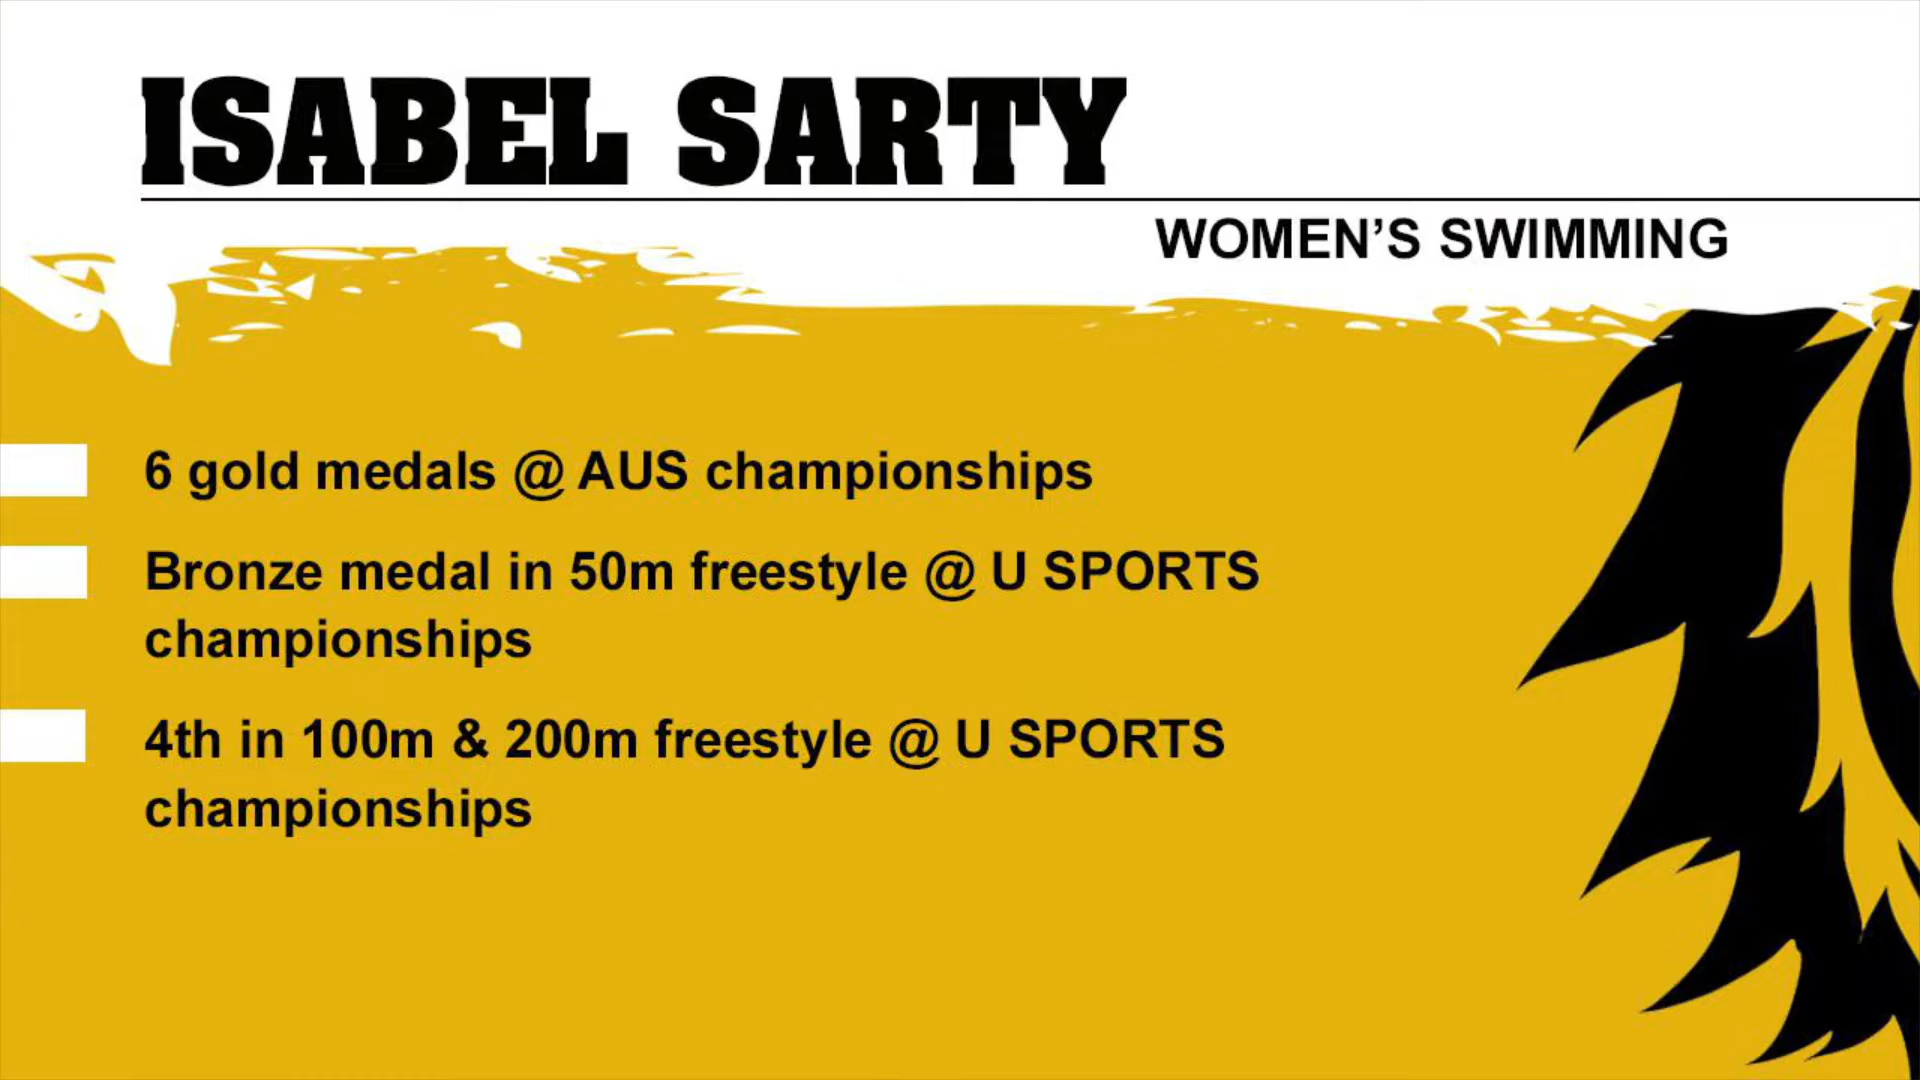 ISABEL SARTY
WOMEN’S SWIMMING
6 gold medals @ AUS championships
Bronze medal in 50m freestyle @ U SPORTS
championships
4th in 100m & 200m freestyle @ U SPORTS
championships